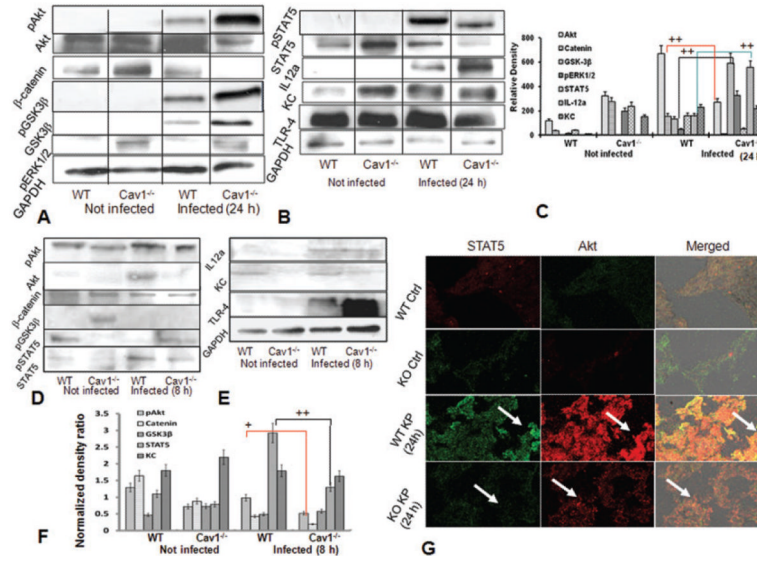 pAkt
Akt
β-catenin
pGSK3β
GSK3β
pERK1/2
GAPDH
WT Cav1-/- WT Cav1-/-
Not infected Infected (24 h)
A
pSTAT5
STAT5
IL12a
KC
TLR-4
GAPDH
WT Cav1-/- WT Cav1-/-
Not infected Infected (24 h)
B
Relative Density
800
600
400
200
0
Akt
Catenin
GSK-3β
pERK1/2
STAT5
IL-12a
KC
++ ++
++
WT Cav1-/- WT Cav1-/-
Not infected Infected (24 h
C
pAkt
Akt
β-catenin
pGSK3β
pSTAT5
STAT5
WT Cav1-/- WT Cav1-/-
Not infected Infected (8 h)
D
IL12a
KC
TLR-4
GAPDH
WT Cav1-/- WT Cav1-/-
Not infected Infected (8 h)
E
Normalized density ratio
3.5
3
2.5
2
1.5
1
0.5
0
pAkt
Catenin
GSK3β
STAT5
KC
+ ++
WT Cav1-/- WT Cav1-/-
Not infected Infected (8 h)
F
STAT5 Akt Merged
WT Ctrl
KO Ctrl
WT KP
(24h)
KO KP
(24 h)
G